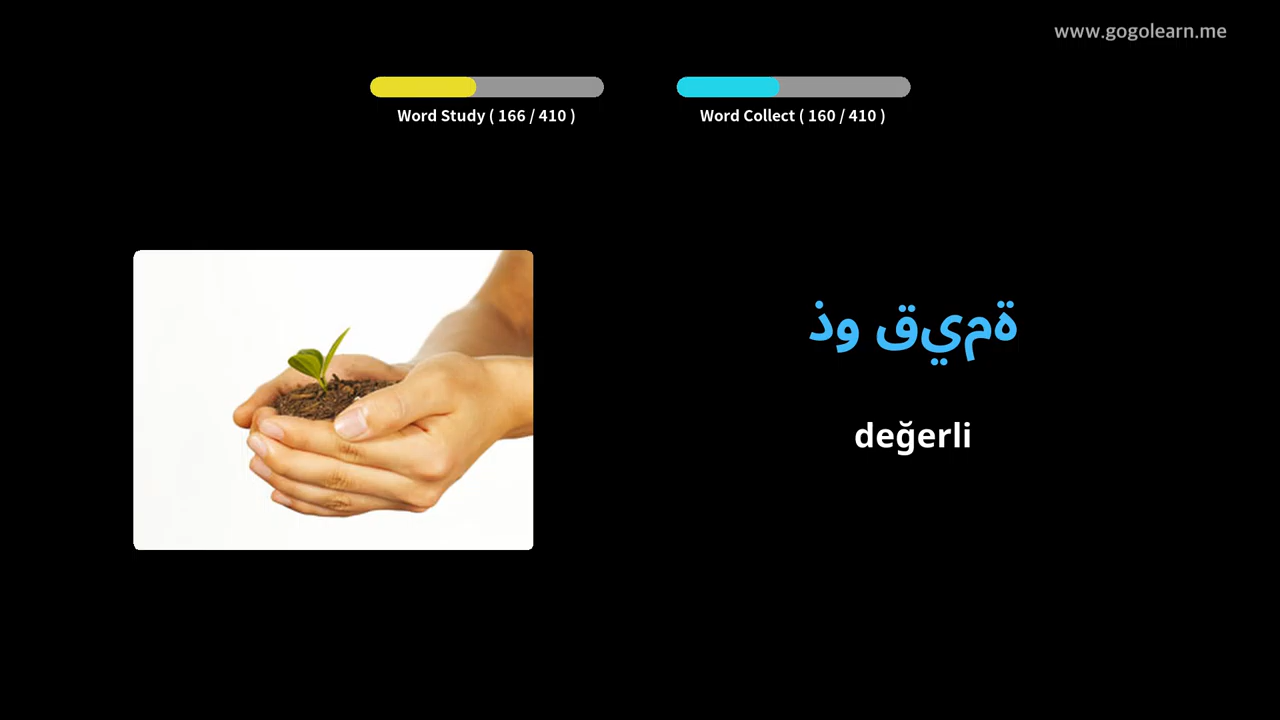 www.gogolearn.me
Word Study ( 166 / 410 )
Word Collect ( 160 / 410 )
ذو قيمة
değerli